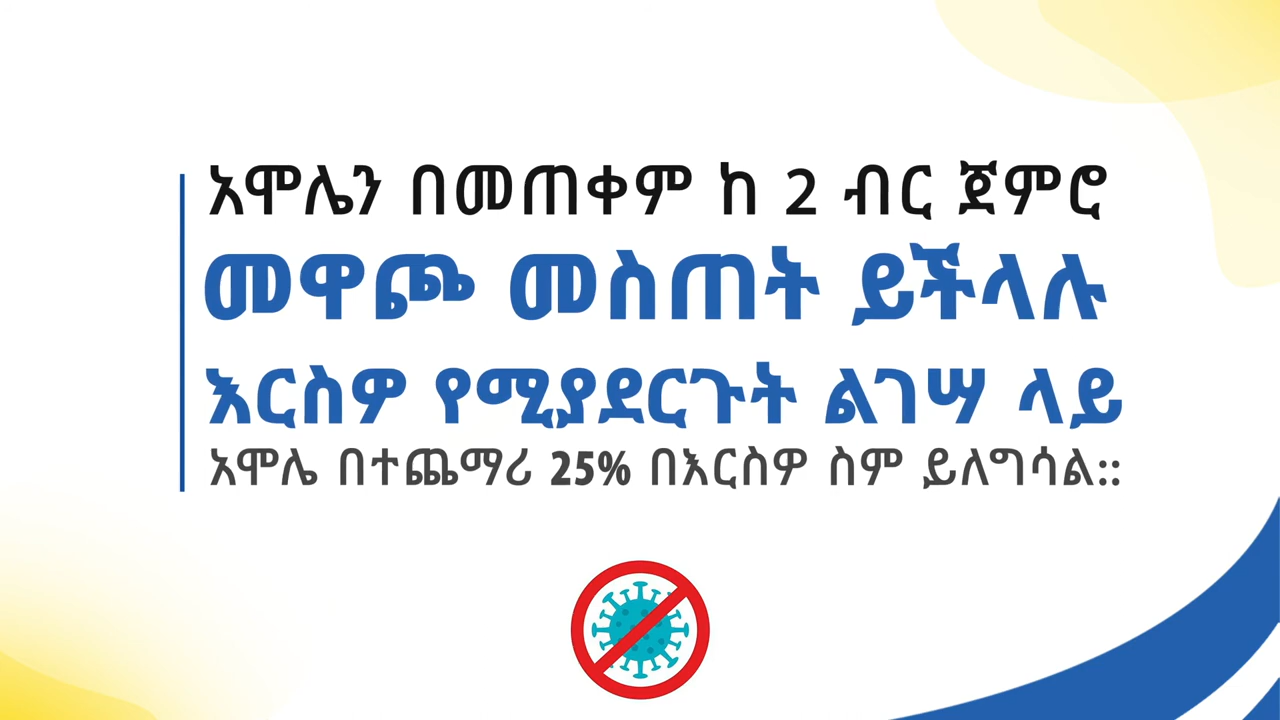 አሞሌን በመጠቀም ከ 2 ብር ጀምሮ
መዋጮ መስጠት ይችላሉ
እርስዎ የሚያደርጉት ልገሣ ላይ
አሞሌ በተጨማሪ 25% በእርስዎ ስም ይለግሳል፡፡